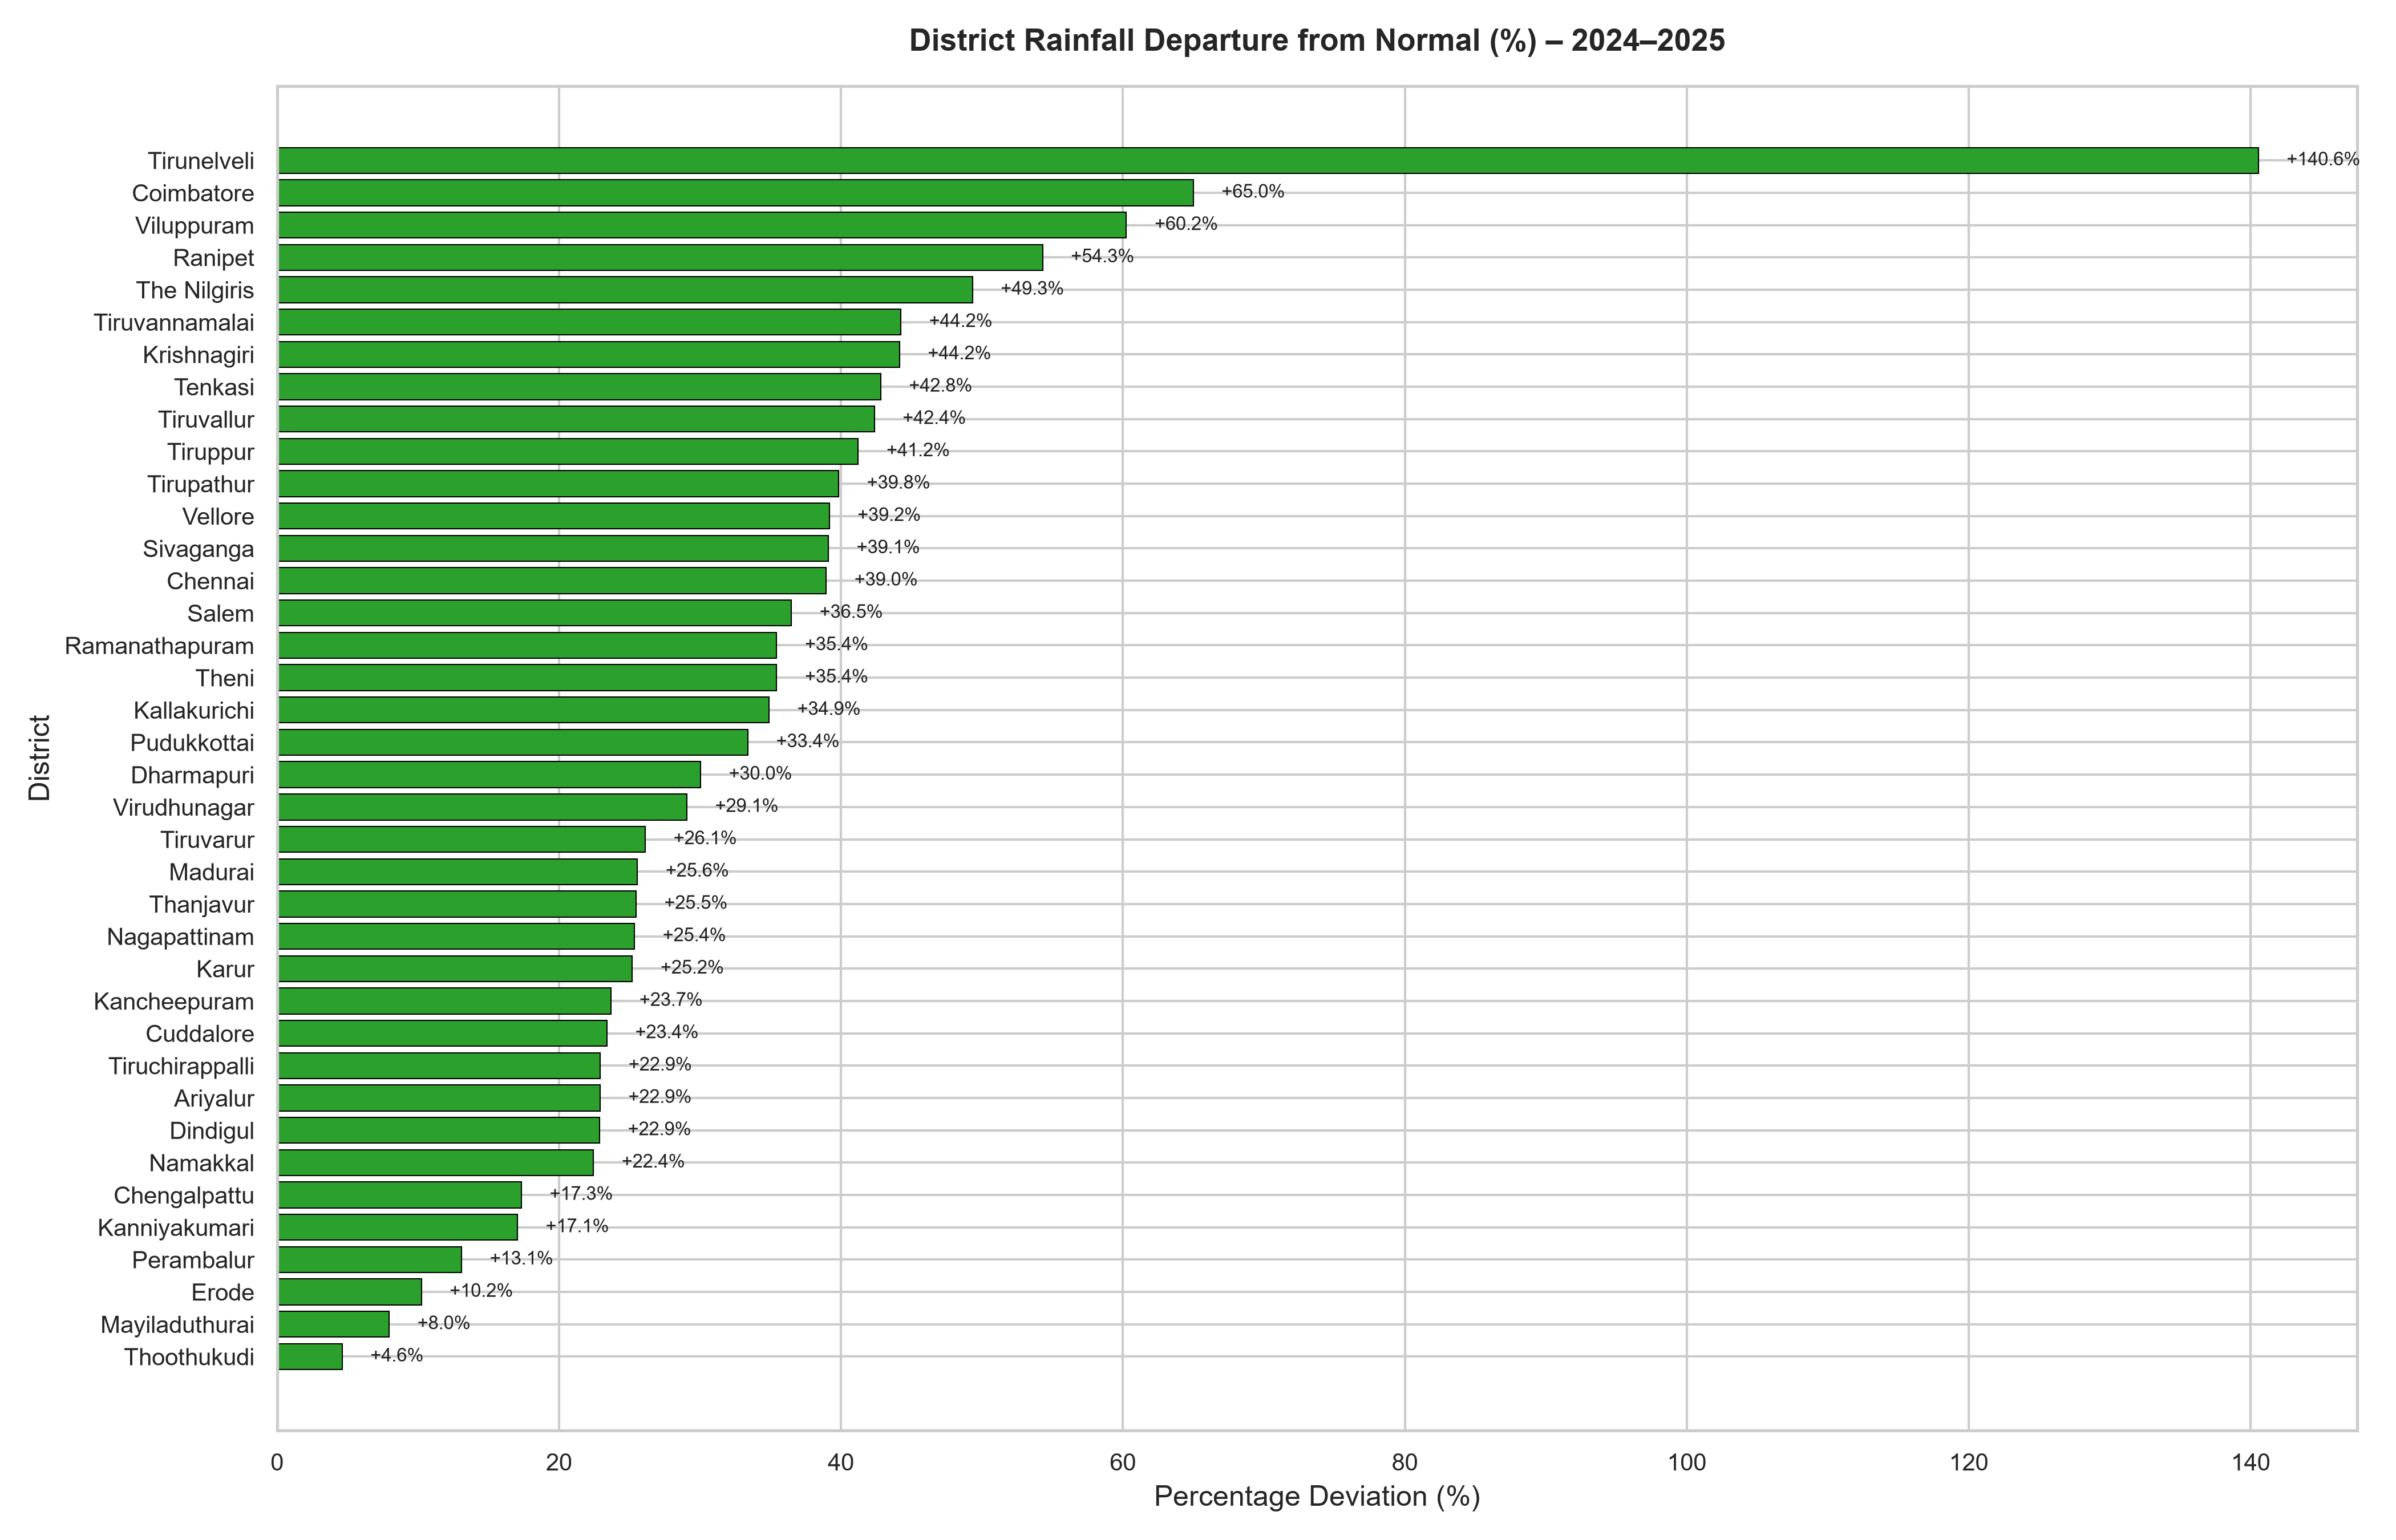 District Rainfall Departure from Normal (%) – 2024–2025
Tirunelveli +140.6%
Coimbatore +65.0%
Viluppuram +60.2%
Ranipet +54.3%
The Nilgiris +49.3%
Tiruvannamalai +44.2%
Krishnagiri +44.2%
Tenkasi +42.8%
Tiruvallur +42.4%
Tiruppur +41.2%
Tirupathur +39.8%
Vellore +39.2%
Sivaganga +39.1%
Chennai +39.0%
Salem +36.5%
Ramanathapuram +35.4%
Theni +35.4%
Kallakurichi +34.9%
Pudukkottai +33.4%
Dharmapuri +30.0%
Virudhunagar +29.1%
Tiruvarur +26.1%
Madurai +25.6%
Thanjavur +25.5%
Nagapattinam +25.4%
Karur +25.2%
Kancheepuram +23.7%
Cuddalore +23.4%
Tiruchirappalli +22.9%
Ariyalur +22.9%
Dindigul +22.9%
Namakkal +22.4%
Chengalpattu +17.3%
Kanniyakumari +17.1%
Perambalur +13.1%
Erode +10.2%
Mayiladuthurai +8.0%
Thoothukudi +4.6%
District
0 20 40 60 80 100 120 140
Percentage Deviation (%)